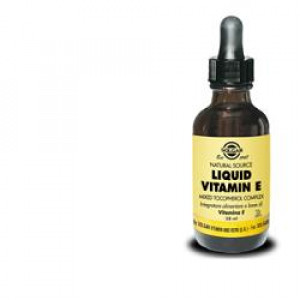 SOLGAR
NATURAL SOURCE
LIQUID
VITAMIN E
MIXED TOCOPHEROL COMPLEX
Integratore alimentare a base di
Vitamina E